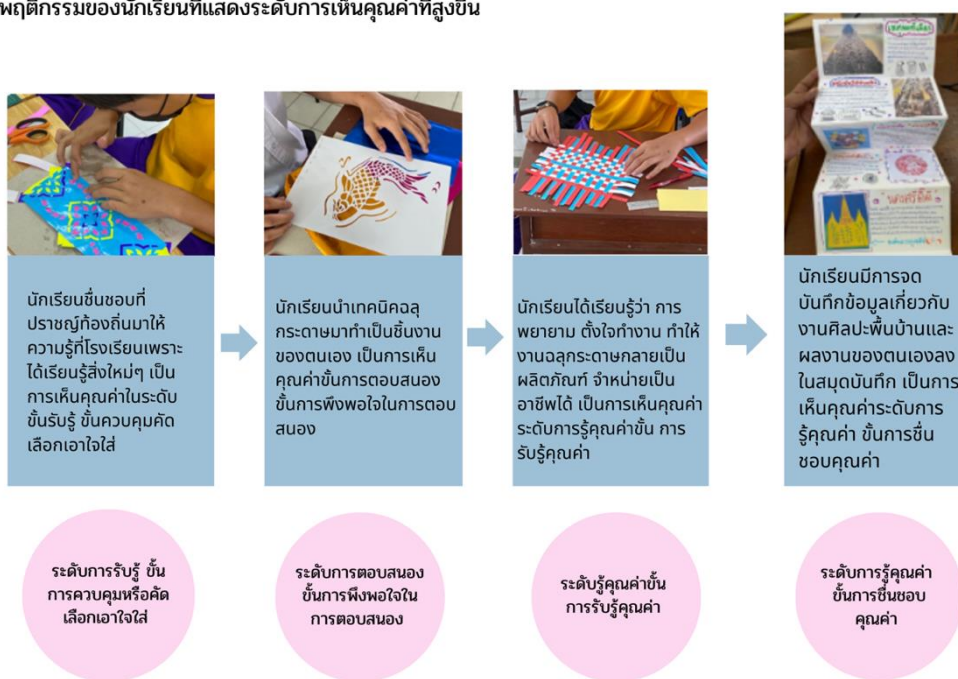 พฤติกรรมของนักเรียนที่แสดงระดับการเห็นคุณค่าที่สูงขึ้น
นักเรียนชื่นชอบที่
ปราชญ์ท้องถิ่นมาให้
ความรู้ที่โรงเรียนเพราะ
ได้เรียนรู้สิ่งใหม่ๆ เป็น
การเห็นคุณค่าในระดับ
ขั้นรับรู้ ขั้นควบคุมคัด
เลือกเอาใจใส่
นักเรียนนำเทคนิคฉลุ
กระดาษมาทำเป็นชิ้นงาน
ของตนเอง เป็นการเห็น
คุณค่าขั้นการตอบสนอง
ขั้นการพึงพอใจในการตอบ
สนอง
นักเรียนได้เรียนรู้ว่า การ
พยายาม ตั้งใจทำงาน ทำให้
งานฉลุกระดาษกลายเป็น
ผลิตภัณฑ์ จำหน่ายเป็น
อาชีพได้ เป็นการเห็นคุณค่า
ระดับการรู้คุณค่าขั้น การ
รับรู้คุณค่า
นักเรียนมีการจด
บันทึกข้อมูลเกี่ยวกับ
งานศิลปะพื้นบ้านและ
ผลงานของตนเองลง
ในสมุดบันทึก เป็นการ
เห็นคุณค่าระดับการ
รู้คุณค่า ขั้นการชื่น
ชอบคุณค่า
ระดับการรับรู้ ขั้น
การควบคุมหรือคัด
เลือกเอาใจใส่
ระดับการตอบสนอง
ขั้นการพึงพอใจใน
การตอบสนอง
ระดับรู้คุณค่าขั้น
การรับรู้คุณค่า
ระดับการรู้คุณค่า
ขั้นการชื่นชอบ
คุณค่า